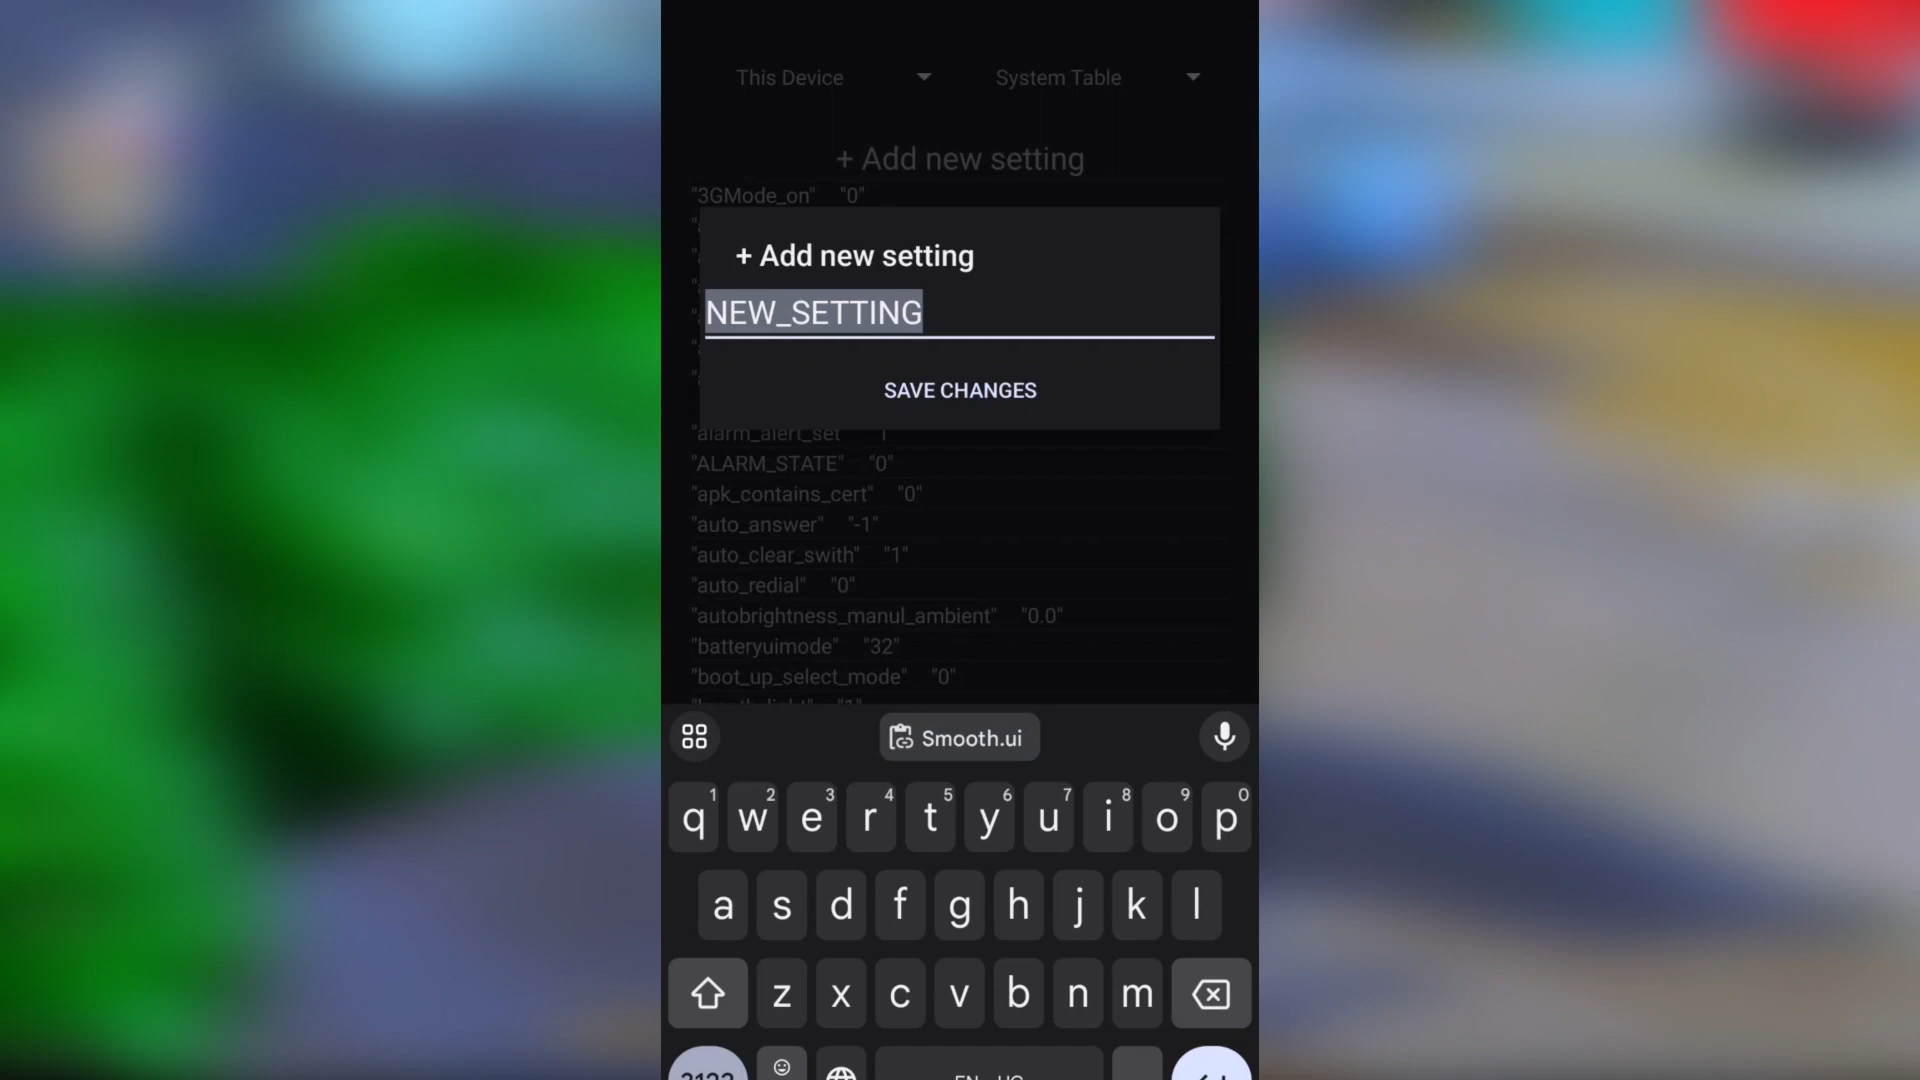 This Device System Table
+ Add new setting
"3GMode_on" "0"
+ Add new setting
NEW_SETTING
SAVE CHANGES
"alarm_alert_set" "1"
"ALARM_STATE" "0"
"apk_contains_cert" "0"
"auto_answer" "-1"
"auto_clear_swith" "1"
"auto_redial" "0"
"autobrightness_manul_ambient" "0.0"
"batteryuimode" "32"
"boot_up_select_mode" "0"
Smooth.ui
1 2 3 4 5 6 7 8 9 0
q w e r t y u i o p
a s d f g h j k l
z x c v b n m